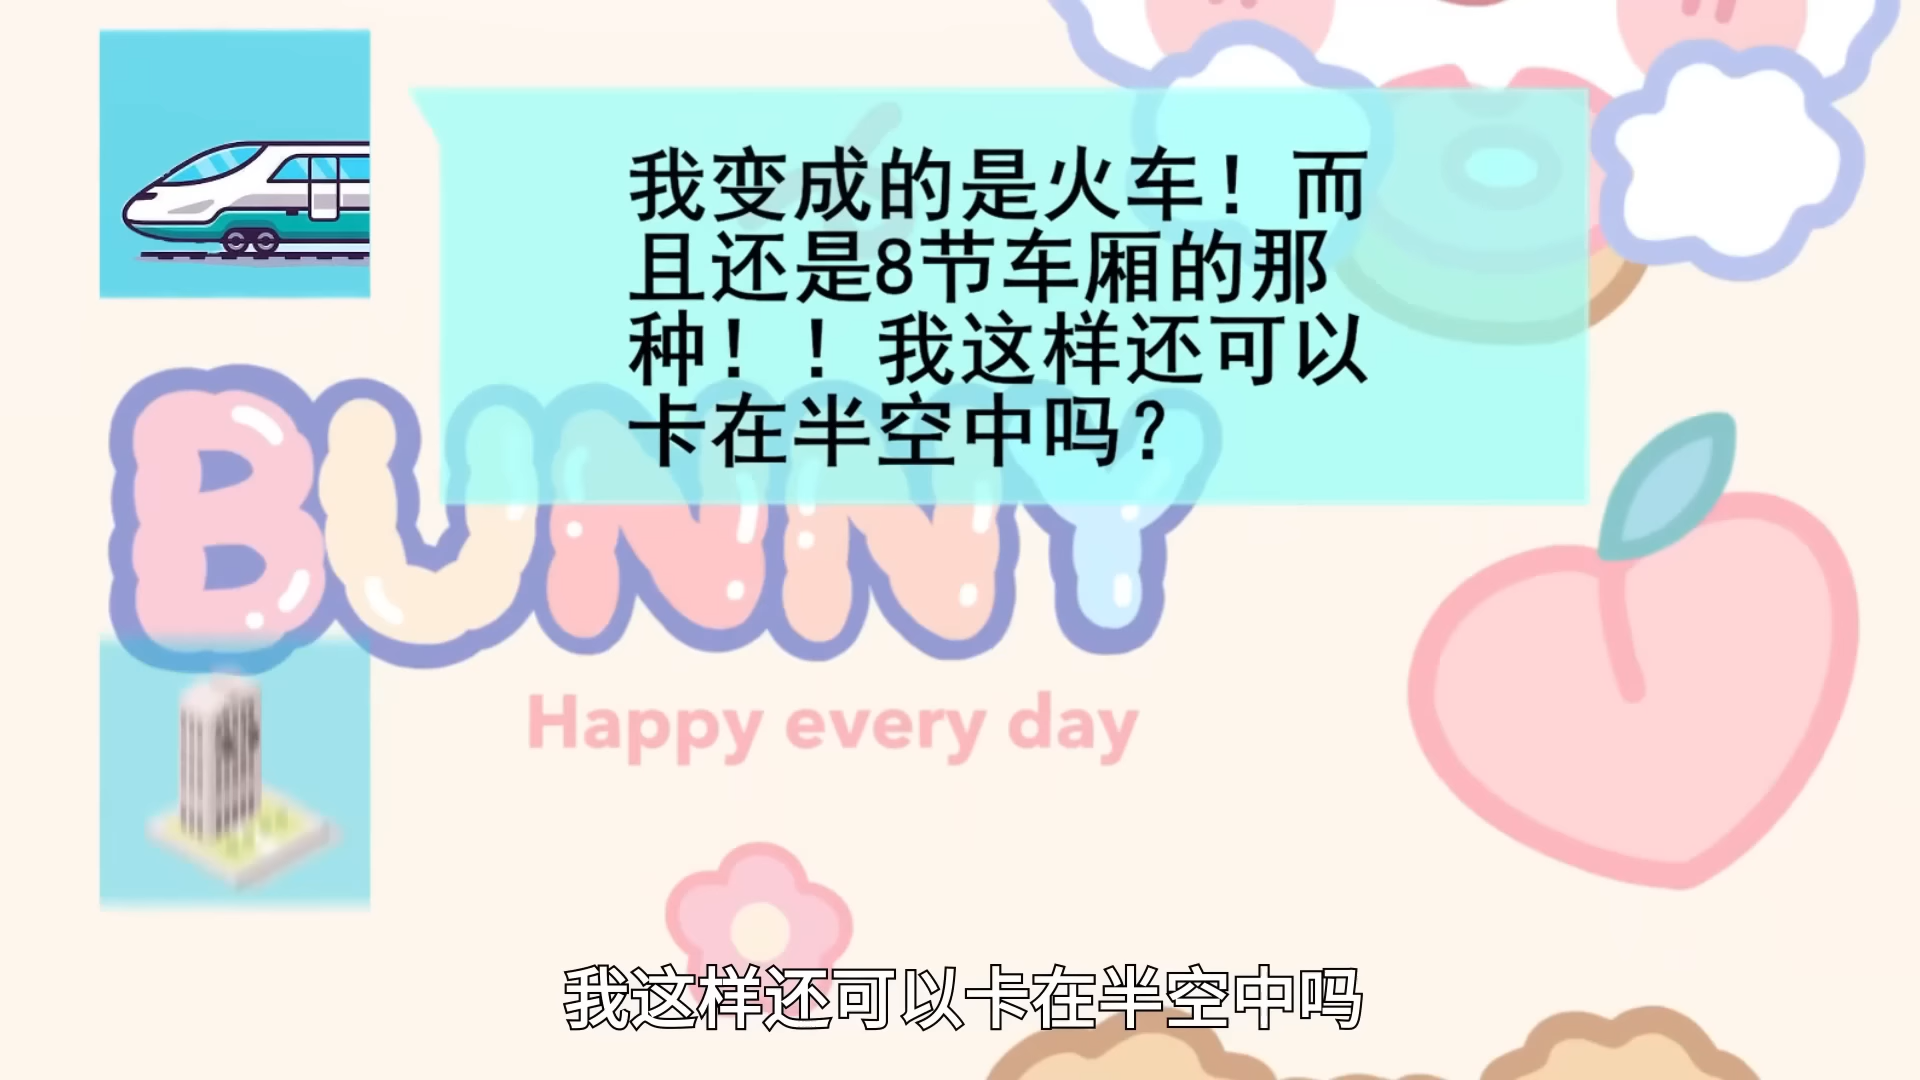 我变成的是火车！而
且还是8节车厢的那
种！！我这样还可以
卡在半空中吗？
BUNNY
Happy every day
我这样还可以卡在半空中吗